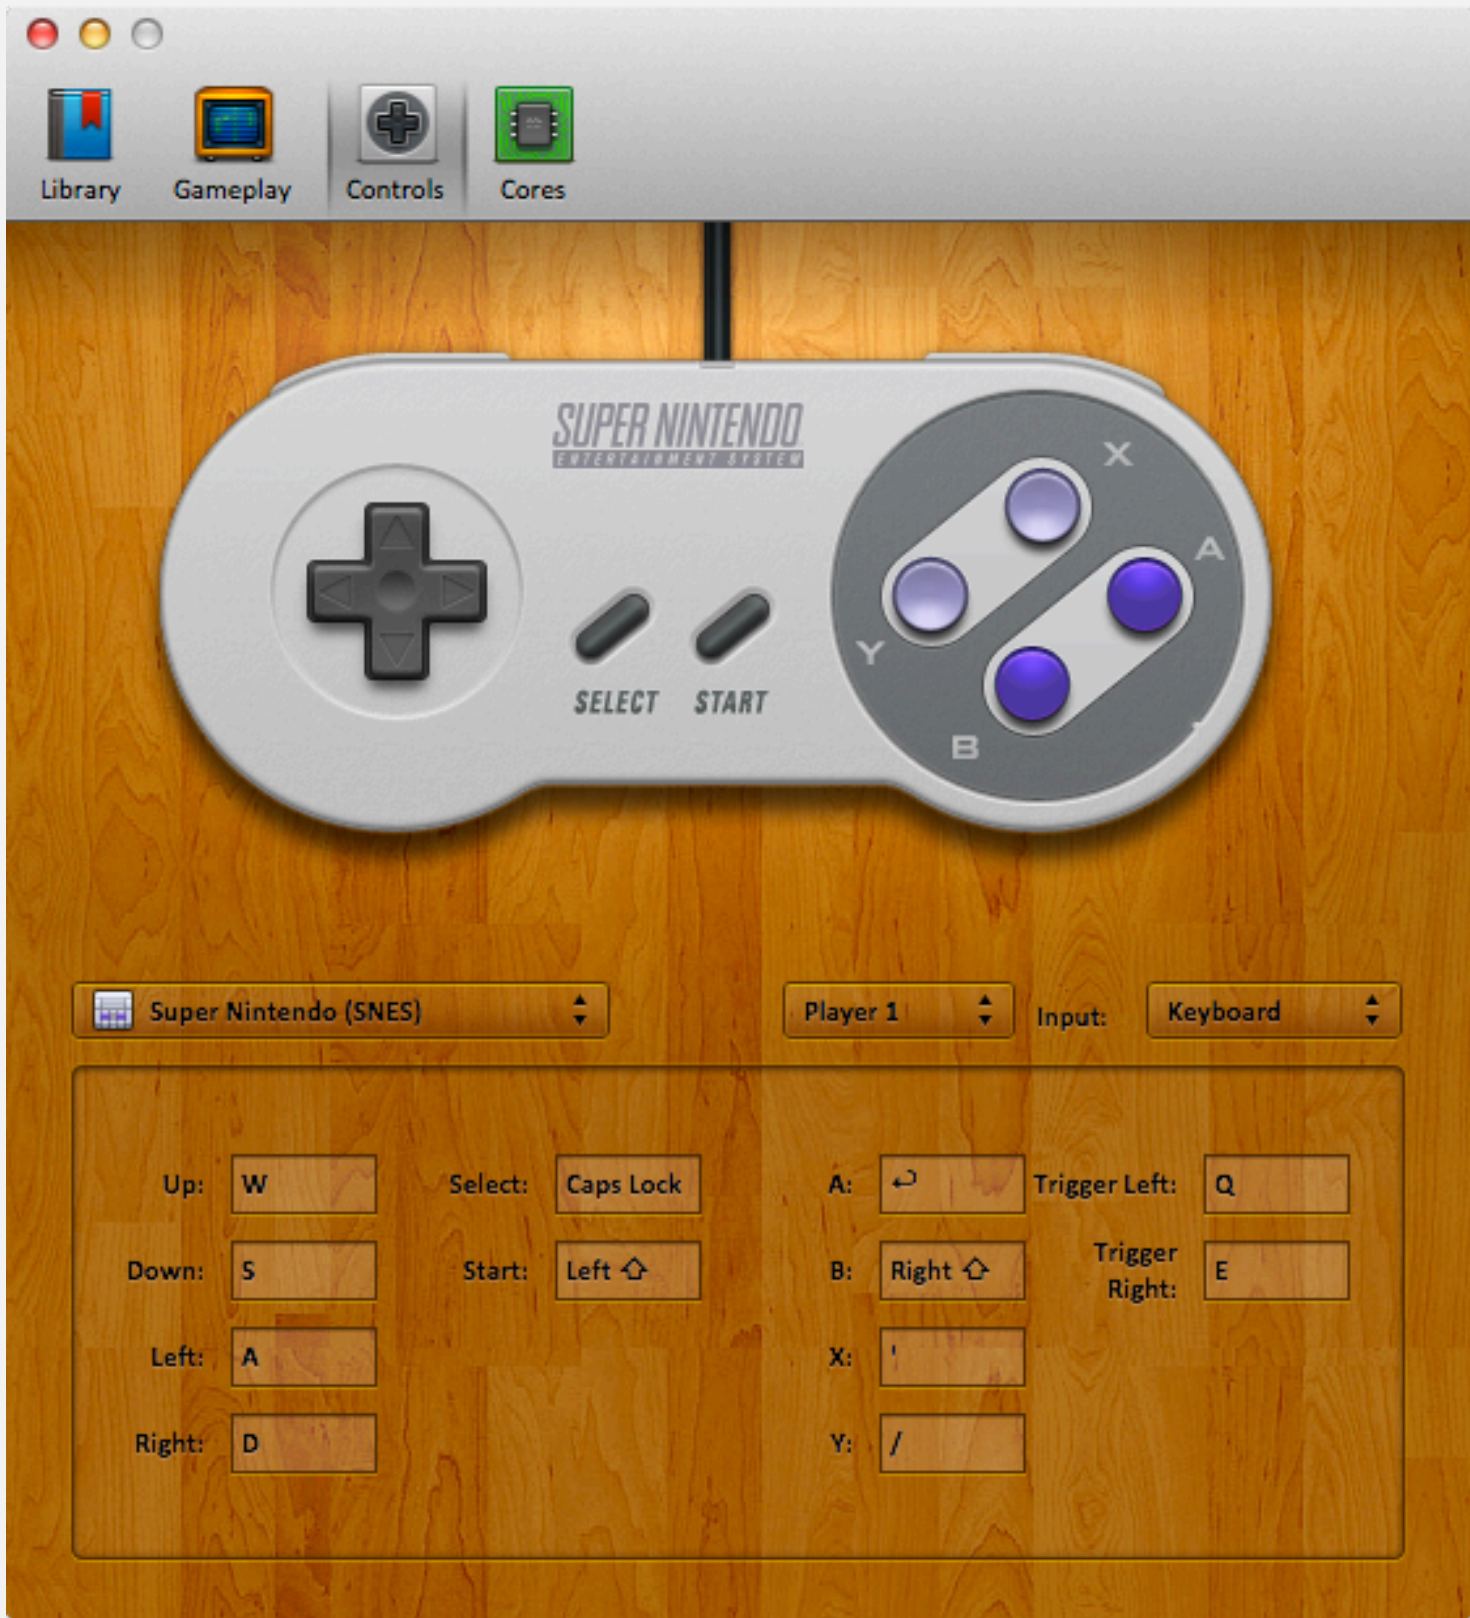 Library Gameplay Controls Cores
SUPER NINTENDO
ENTERTAINMENT SYSTEM
X
A
Y
B
SELECT START
Super Nintendo (SNES) Player 1 Input: Keyboard
Up: W Select: Caps Lock A: ↩ Trigger Left: Q
Down: S Start: Left ⇧ B: Right ⇧ Trigger Right: E
Left: A X: '
Right: D Y: /